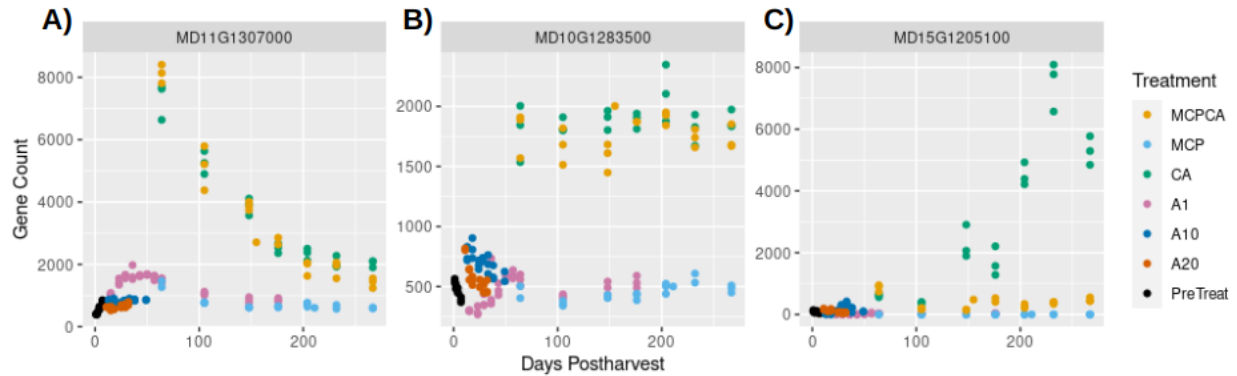 A)
MD11G1307000
B)
MD10G1283500
C)
MD15G1205100
Gene Count
8000
6000
4000
2000
0
2000
1500
1000
500
8000
6000
4000
2000
0
0 100 200
0 100 200
0 100 200
Days Postharvest
Treatment
MCPCA
MCP
CA
A1
A10
A20
PreTreat